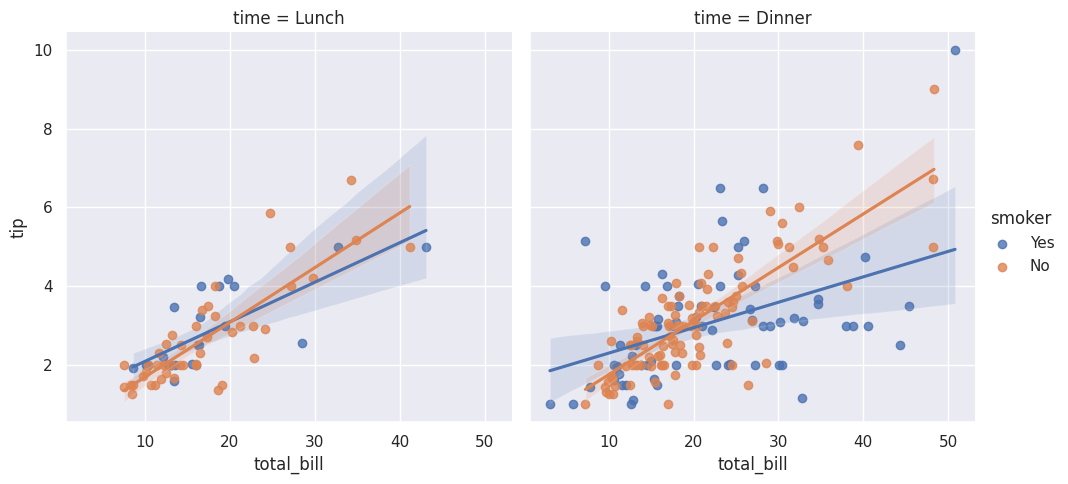 time = Lunch
time = Dinner
10
8
6
4
2
tip
10 20 30 40 50
total_bill
10 20 30 40 50
total_bill
smoker
Yes
No